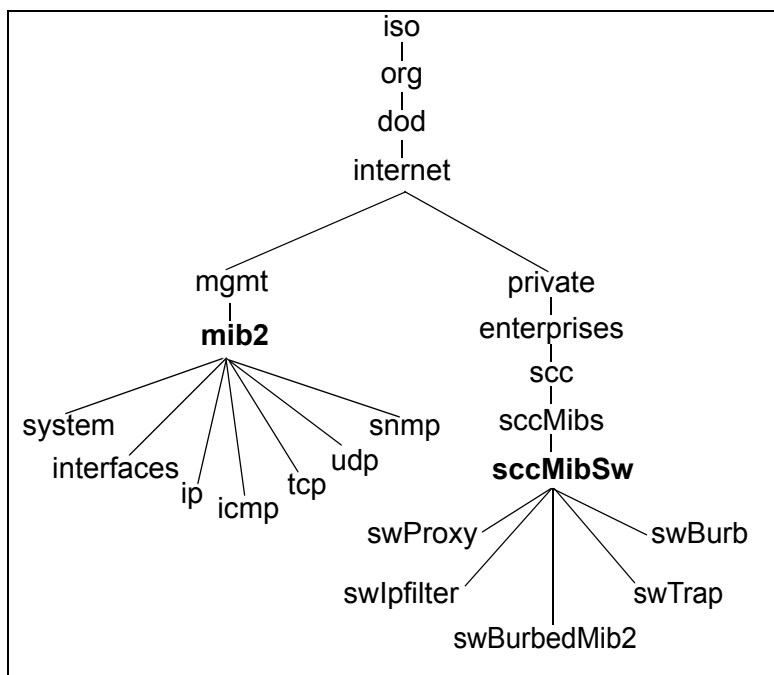 iso
org
dod
internet
mgmt
private
mib2
enterprises
scc
sccMibs
sccMibSw
system
interfaces
ip
icmp
tcp
udp
snmp
swProxy
swIpfilter
swBurbedMib2
swTrap
swBurb